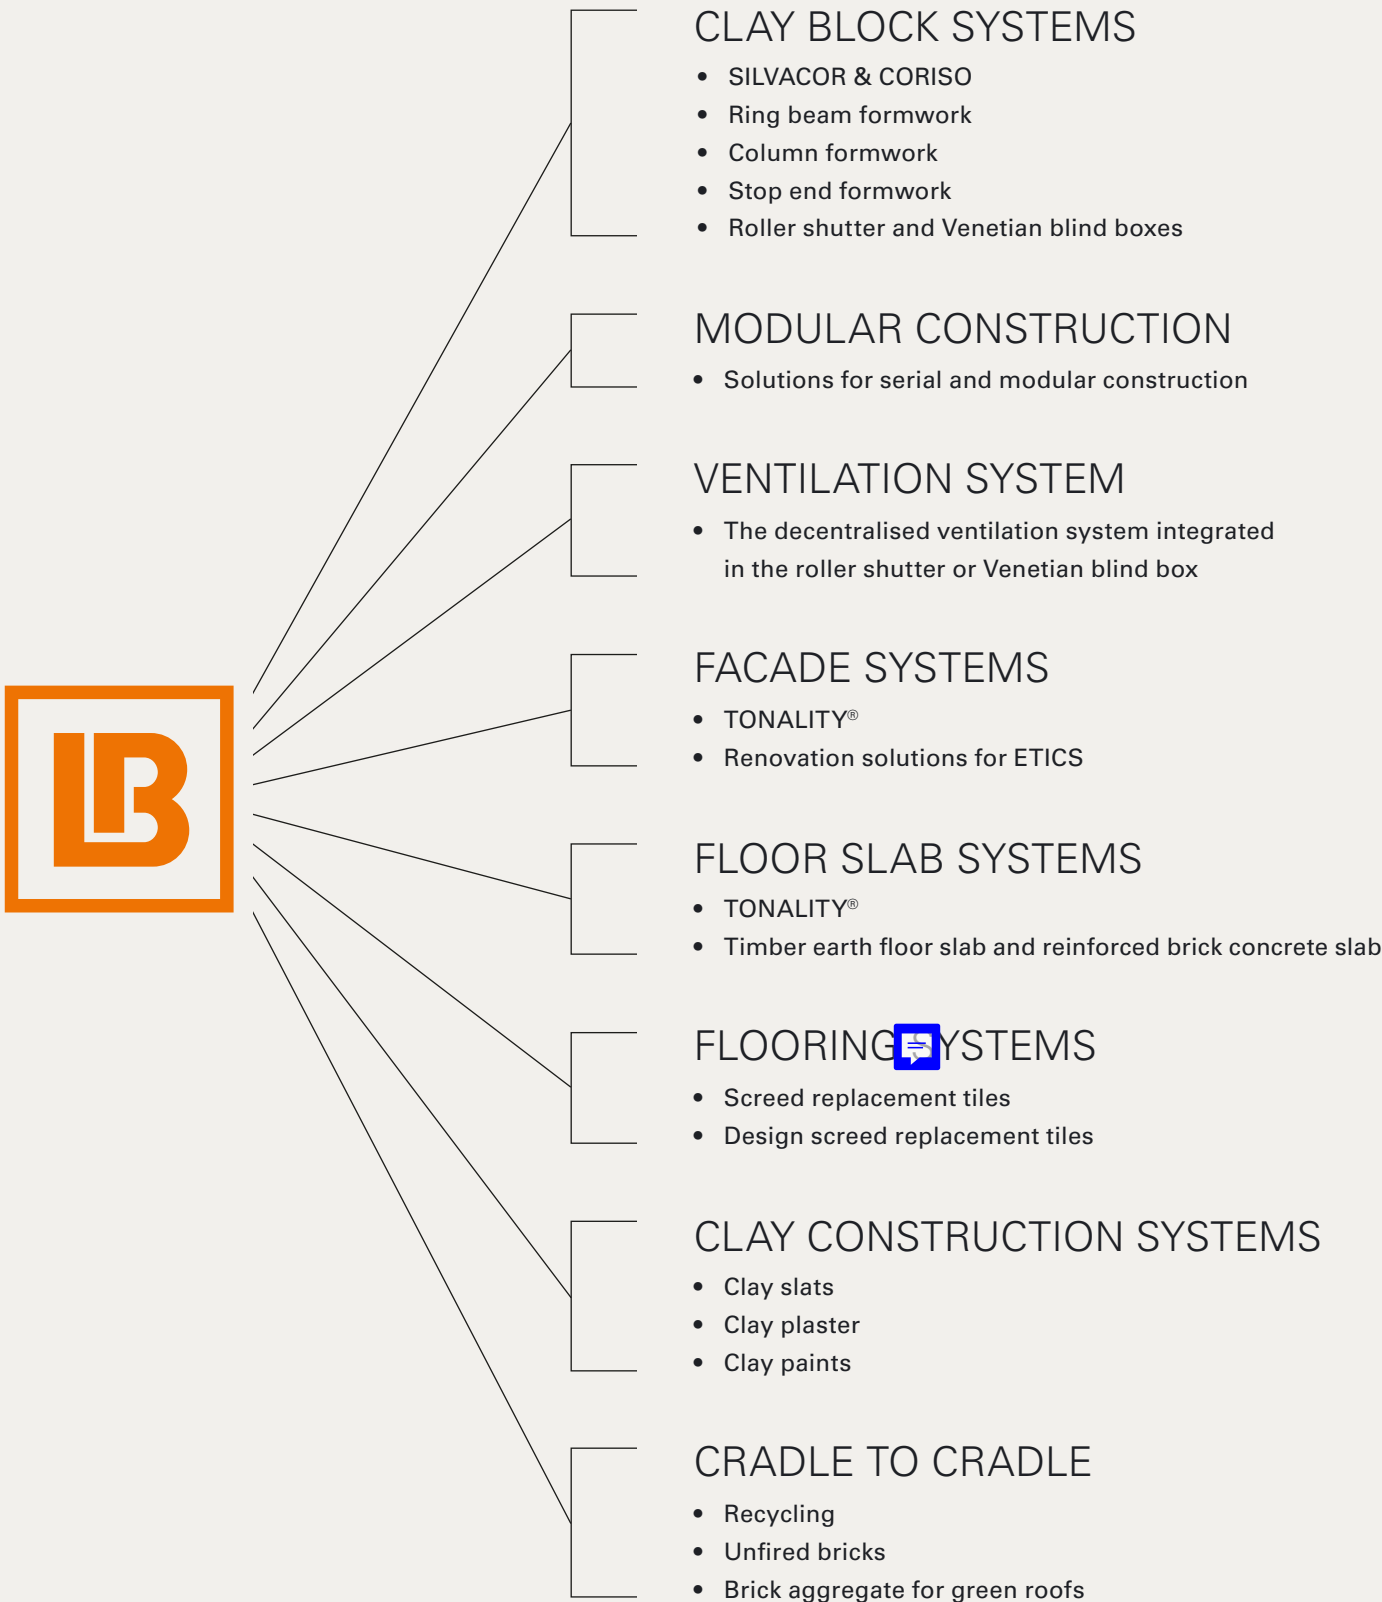 CLAY BLOCK SYSTEMS
• SILVACOR & CORISO
• Ring beam formwork
• Column formwork
• Stop end formwork
• Roller shutter and Venetian blind boxes
MODULAR CONSTRUCTION
• Solutions for serial and modular construction
VENTILATION SYSTEM
• The decentralised ventilation system integrated
in the roller shutter or Venetian blind box
FACADE SYSTEMS
• TONALITY®
• Renovation solutions for ETICS
LB
FLOOR SLAB SYSTEMS
• TONALITY®
• Timber earth floor slab and reinforced brick concrete slab
FLOORING SYSTEMS
• Screed replacement tiles
• Design screed replacement tiles
CLAY CONSTRUCTION SYSTEMS
• Clay slats
• Clay plaster
• Clay paints
CRADLE TO CRADLE
• Recycling
• Unfired bricks
• Brick aggregate for green roofs